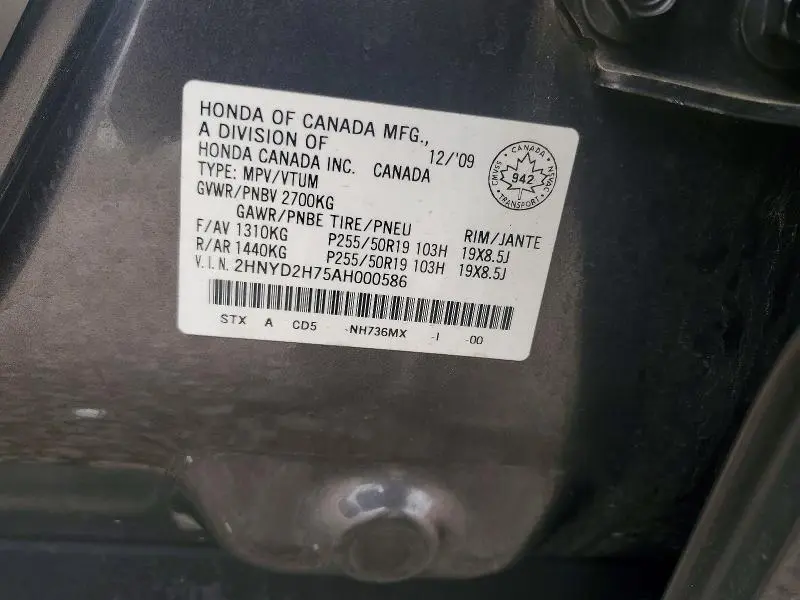 HONDA OF CANADA MFG.,
A DIVISION OF
HONDA CANADA INC. CANADA 12/'09
TYPE: MPV/VTUM
GVWR/PNBV 2700KG
GAWR/PNBE TIRE/PNEU RIM/JANTE
F/AV 1310KG P255/50R19 103H 19X8.5J
R/AR 1440KG P255/50R19 103H 19X8.5J
V.I.N. 2HNYD2H75AH000586
STX A CD5 -NH736MX -I -00
CANADA
942
TRANSPORT